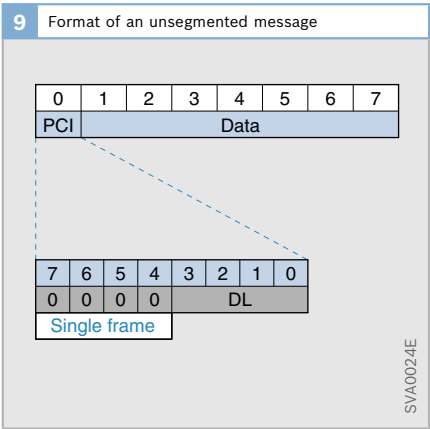 9 Format of an unsegmented message
0 1 2 3 4 5 6 7
PCI Data
7 6 5 4 3 2 1 0
0 0 0 0 DL
Single frame
SVA0024E